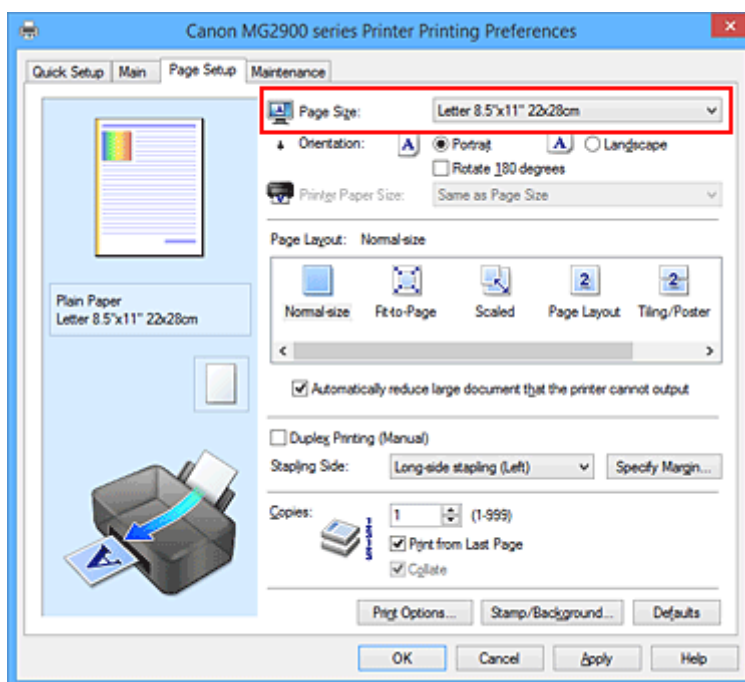 Canon MG2900 series Printer Printing Preferences
Quick Setup Main Page Setup Maintenance
Page Size: Letter 8.5"x11" 22x28cm
Orientation: A Portrait A Landscape
Rotate 180 degrees
Printer Paper Size: Same as Page Size
Page Layout: Normal-size
Plain Paper
Letter 8.5"x11" 22x28cm
2 2
Normal-size Fit-to-Page Scaled Page Layout Tiling/Poster
Automatically reduce large document that the printer cannot output
Duplex Printing (Manual)
Stapling Side: Long-side stapling (Left) Specify Margin...
Copies: 1 (1-999)
Print from Last Page
Collate
A
Print Options... Stamp/Background... Defaults
OK Cancel Apply Help